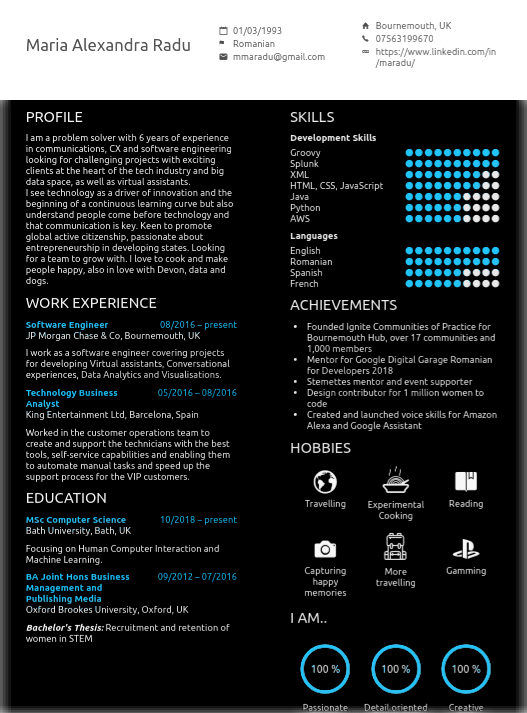 Maria Alexandra Radu
01/03/1993
Romanian
mmaradu@gmail.com
Bournemouth, UK
07563199670
https://www.linkedin.com/in
/maradu/
PROFILE
I am a problem solver with 6 years of experience
in communications, CX and software engineering
looking for challenging projects with exciting
clients at the heart of the tech industry and big
data space, as well as virtual assistants.
I see technology as a driver of innovation and the
beginning of a continuous learning curve but also
understand people come before technology and
that communication is key. Keen to promote
global active citizenship, passionate about
entrepreneurship in developing states. Looking
for a team to grow with. I love to cook and make
people happy, also in love with Devon, data and
dogs.
WORK EXPERIENCE
Software Engineer 08/2016 – present
JP Morgan Chase & Co, Bournemouth, UK
I work as a software engineer covering projects
for developing Virtual assistants, Conversational
experiences, Data Analytics and Visualisations.
Technology Business 05/2016 – 08/2016
Analyst
King Entertainment Ltd, Barcelona, Spain
Worked in the customer operations team to
create and support the technicians with the best
tools, self-service capabilities and enabling them
to automate manual tasks and speed up the
support process for the VIP customers.
EDUCATION
MSc Computer Science 10/2018 – present
Bath University, Bath, UK
Focusing on Human Computer Interaction and
Machine Learning.
BA Joint Hons Business 09/2012 – 07/2016
Management and
Publishing Media
Oxford Brookes University, Oxford, UK
Bachelor's Thesis: Recruitment and retention of
women in STEM
SKILLS
Development Skills
Groovy
Splunk
XML
HTML, CSS, JavaScript
Java
Python
AWS
Languages
English
Romanian
Spanish
French
ACHIEVEMENTS
• Founded Ignite Communities of Practice for
Bournemouth Hub, over 17 communities and
1,000 members
• Mentor for Google Digital Garage Romanian
for Developers 2018
• Stemettes mentor and event supporter
• Design contributor for 1 million women to
code
• Created and launched voice skills for Amazon
Alexa and Google Assistant
HOBBIES
Travelling
Experimental
Cooking
Reading
Capturing
happy
memories
More
travelling
Gamming
I AM..
100 % 100 % 100 %
Passionate Detail oriented Creative